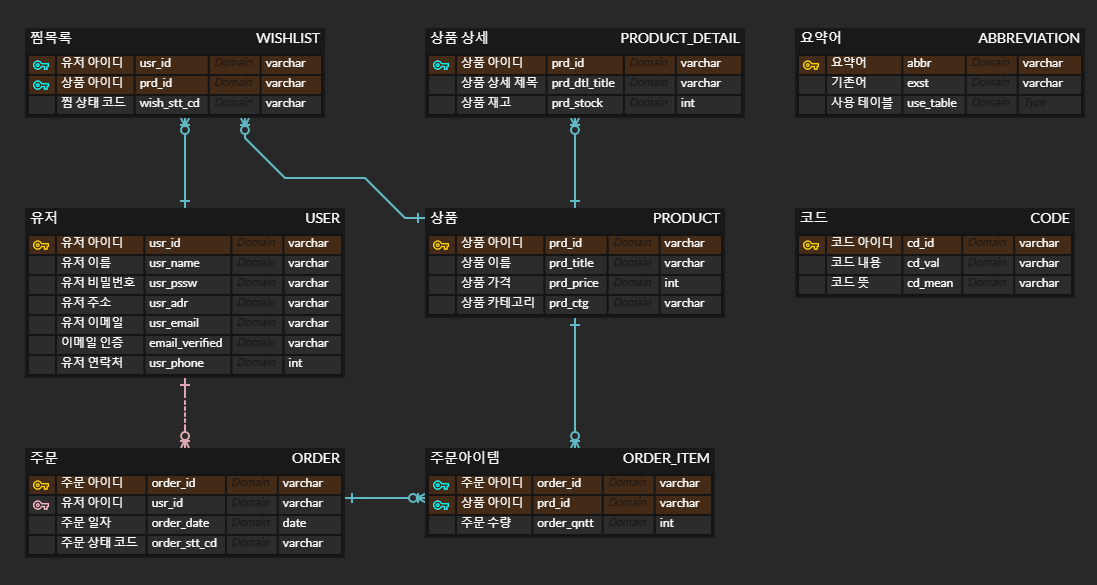 찜목록 WISHLIST
유저 아이디 usr_id Domain varchar
상품 아이디 prd_id Domain varchar
찜 상태 코드 wish_stt_cd Domain varchar
상품 상세 PRODUCT_DETAIL
상품 아이디 prd_id Domain varchar
상품 상세 제목 prd_dtl_title Domain varchar
상품 재고 prd_stock Domain int
요약어 ABBREVIATION
요약어 abbr Domain varchar
기존어 exst Domain varchar
사용 테이블 use_table Domain Type
유저 USER
유저 아이디 usr_id Domain varchar
유저 이름 usr_name Domain varchar
유저 비밀번호 usr_pssw Domain varchar
유저 주소 usr_adr Domain varchar
유저 이메일 usr_email Domain varchar
이메일 인증 email_verified Domain varchar
유저 연락처 usr_phone Domain int
상품 PRODUCT
상품 아이디 prd_id Domain varchar
상품 이름 prd_title Domain varchar
상품 가격 prd_price Domain int
상품 카테고리 prd_ctg Domain varchar
코드 CODE
코드 아이디 cd_id Domain varchar
코드 내용 cd_val Domain varchar
코드 뜻 cd_mean Domain varchar
주문 ORDER
주문 아이디 order_id Domain varchar
유저 아이디 usr_id Domain varchar
주문 일자 order_date Domain date
주문 상태 코드 order_stt_cd Domain varchar
주문아이템 ORDER_ITEM
주문 아이디 order_id Domain varchar
상품 아이디 prd_id Domain varchar
주문 수량 order_qntt Domain int